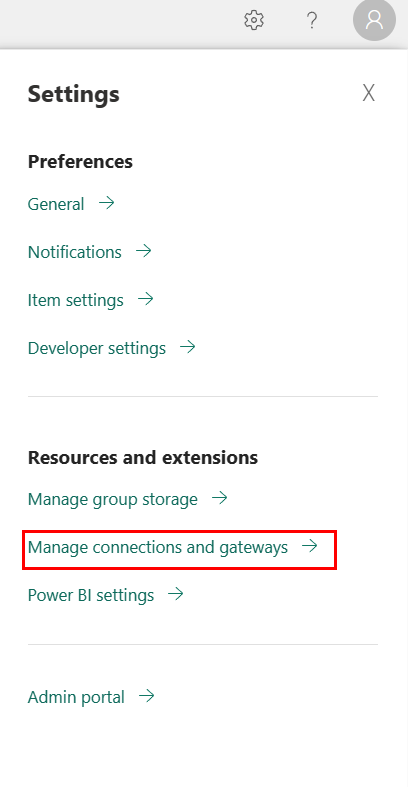 Settings
X
Preferences
General
Notifications
Item settings
Developer settings
Resources and extensions
Manage group storage
Manage connections and gateways
Power BI settings
Admin portal